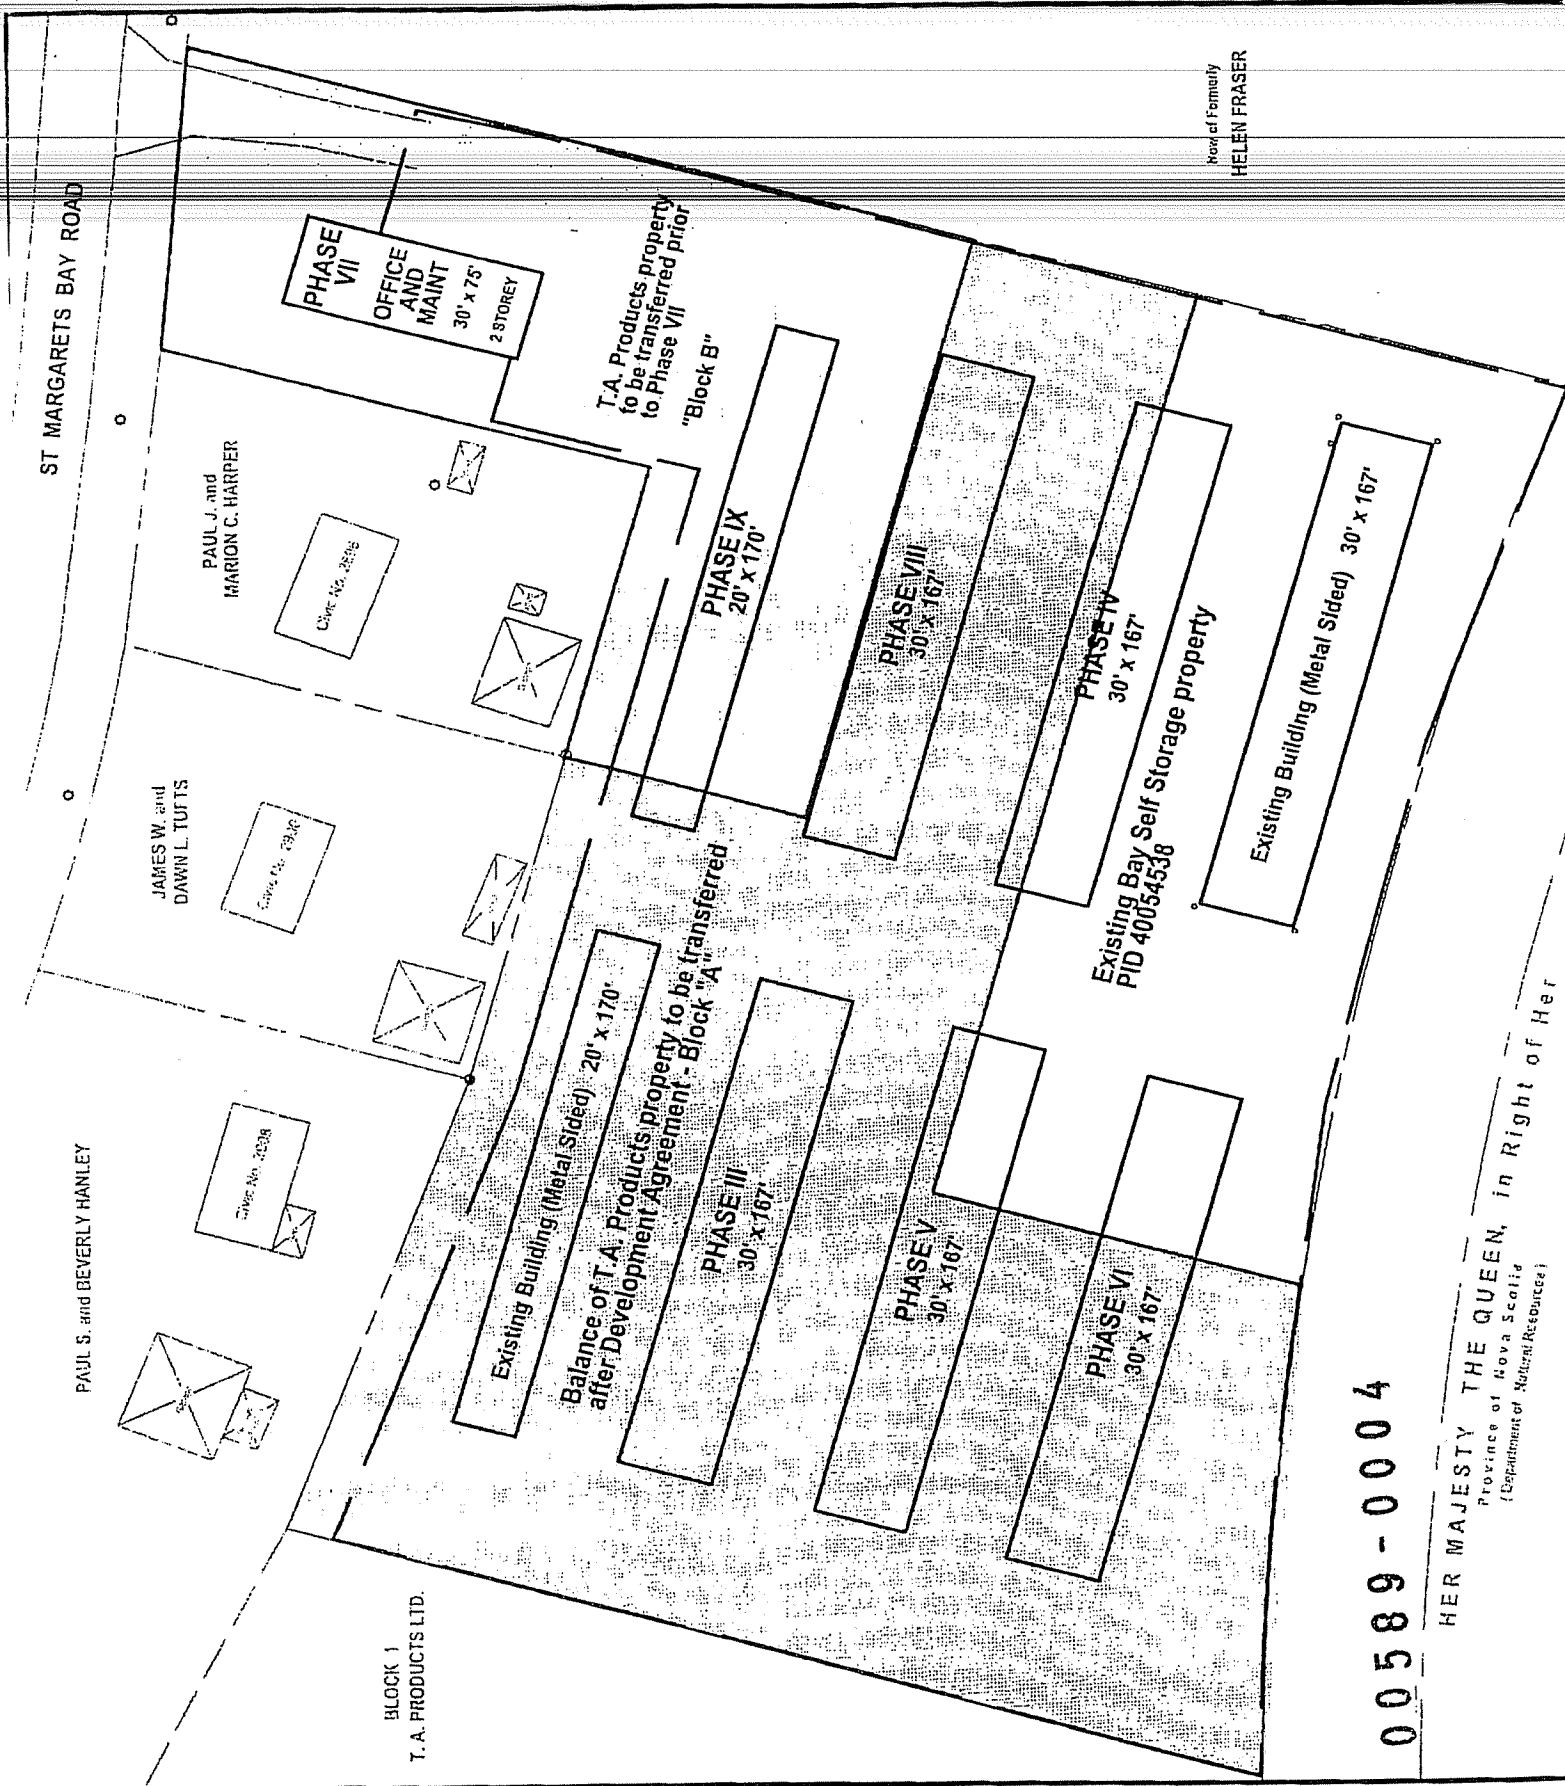 ST MARGARETS BAY ROAD
Now of Formerly
HELEN FRASER
PHASE
VII
OFFICE
AND
MAINT
30' x 75'
2 STOREY
T.A. Products property
to be transferred prior
to Phase VII
"Block B"
PAUL J. and
MARION C. HARPER
Civic No.
PHASE IX
20' x 170'
PHASE VIII
30' x 167'
PHASE IV
30' x 167'
Existing Bay Self Storage property
PID 40054538
Existing Building (Metal Sided) 30' x 167'
JAMES W. and
DAWN L. TUFTS
Civic No.
Existing Building (Metal Sided) 20' x 170'
Balance of T.A. Products property to be transferred
after Development Agreement - Block "A"
PHASE III
30' x 167'
PHASE V
30' x 167'
PHASE VI
30' x 167'
PAUL S. and BEVERLY HANLEY
Civic No.
BLOCK 1
T. A. PRODUCTS LTD.
00589-0004
HER MAJESTY THE QUEEN, in Right of Her
Province of Nova Scotia
(Department of Natural Resources)